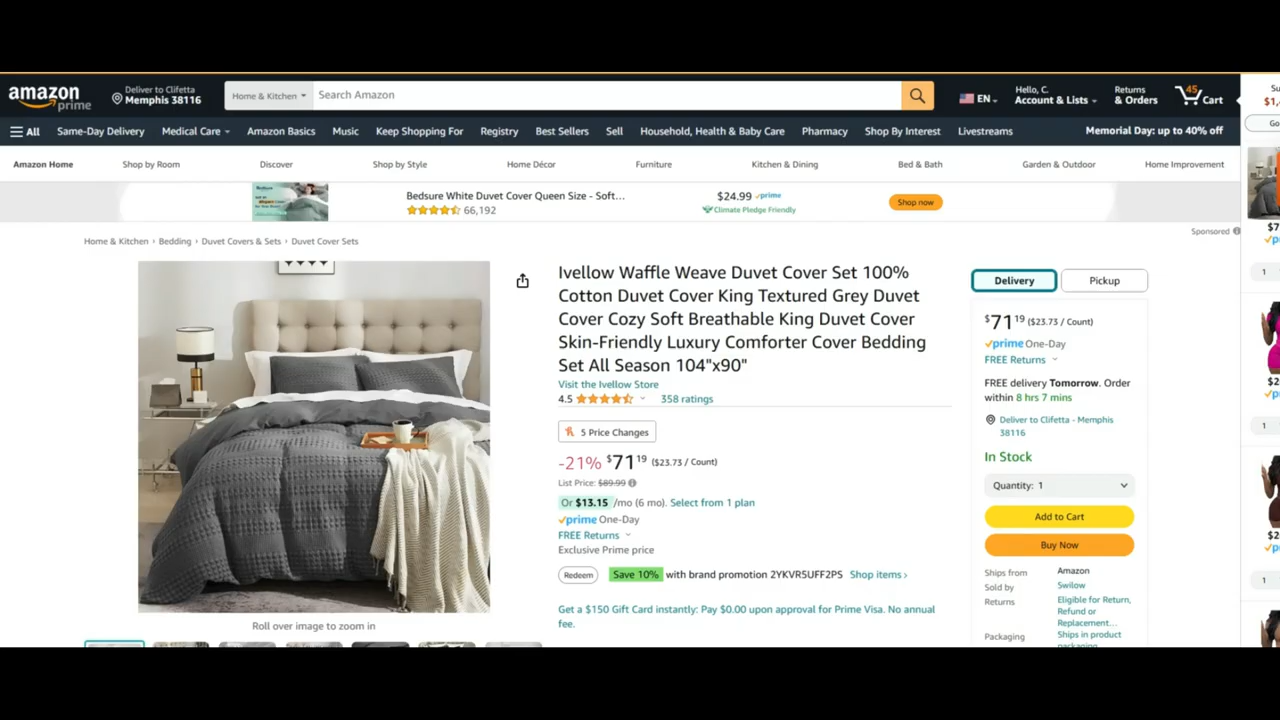 amazon
prime
Deliver to Clifetta
Memphis 38116
Home & Kitchen
Search Amazon
EN
Hello, C.
Account & Lists
Returns
& Orders
45
Cart
All
Same-Day Delivery
Medical Care
Amazon Basics
Music
Keep Shopping For
Registry
Best Sellers
Sell
Household, Health & Baby Care
Pharmacy
Shop By Interest
Livestreams
Memorial Day: up to 40% off
Amazon Home
Shop by Room
Discover
Shop by Style
Home Décor
Furniture
Kitchen & Dining
Bed & Bath
Garden & Outdoor
Home Improvement
Bedsure White Duvet Cover Queen Size - Soft...
66,192
$24.99 prime
Climate Pledge Friendly
Shop now
Sponsored
Home & Kitchen › Bedding › Duvet Covers & Sets › Duvet Cover Sets
Ivellow Waffle Weave Duvet Cover Set 100%
Cotton Duvet Cover King Textured Grey Duvet
Cover Cozy Soft Breathable King Duvet Cover
Skin-Friendly Luxury Comforter Cover Bedding
Set All Season 104"x90"
Visit the Ivellow Store
4.5
358 ratings
5 Price Changes
-21% $71 19 ($23.73 / Count)
List Price: $89.99
Or $13.15 /mo (6 mo). Select from 1 plan
prime One-Day
FREE Returns
Exclusive Prime price
Redeem
Save 10% with brand promotion 2YKVR5UFF2PS Shop items ›
Get a $150 Gift Card instantly: Pay $0.00 upon approval for Prime Visa. No annual
fee.
Roll over image to zoom in
Delivery
Pickup
$71 19 ($23.73 / Count)
prime One-Day
FREE Returns
FREE delivery Tomorrow. Order
within 8 hrs 7 mins
Deliver to Clifetta - Memphis
38116
In Stock
Quantity: 1
Add to Cart
Buy Now
Ships from
Amazon
Sold by
Swilow
Returns
Eligible for Return,
Refund or
Replacement...
Packaging
Ships in product
packaging
Su
$1,
Go
$7
1
$2
1
$2
1